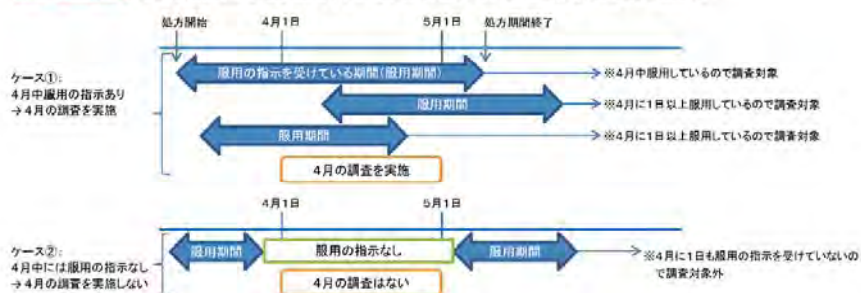 処方開始 4月1日 5月1日 処方期間終了
服用の指示を受けている期間(服用期間)
※4月中服用しているので調査対象
ケース①:
4月中服用の指示あり
→ 4月の調査を実施
服用期間
※4月に1日以上服用しているので調査対象
服用期間
※4月に1日以上服用しているので調査対象
4月の調査を実施
4月1日 5月1日
ケース②:
4月中には服用の指示なし
→ 4月の調査を実施しない
服用期間 服用の指示なし 服用期間
※4月に1日も服用の指示を受けていないの
で調査対象外
4月の調査はない